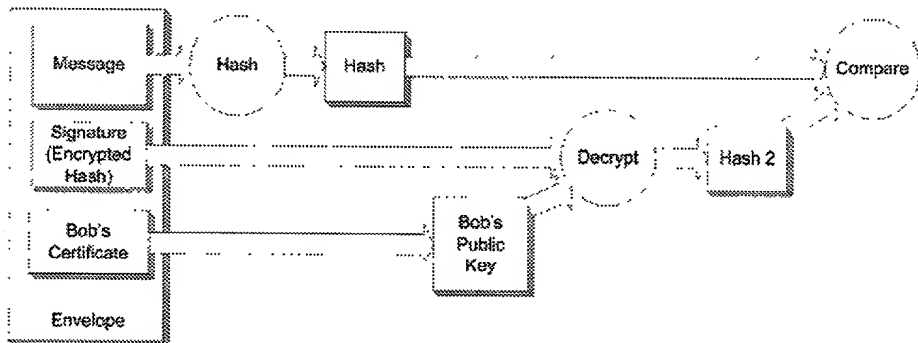 Message
Hash
Hash
Compare
Signature
(Encrypted
Hash)
Decrypt
Hash 2
Bob's
Certificate
Bob's
Public
Key
Envelope